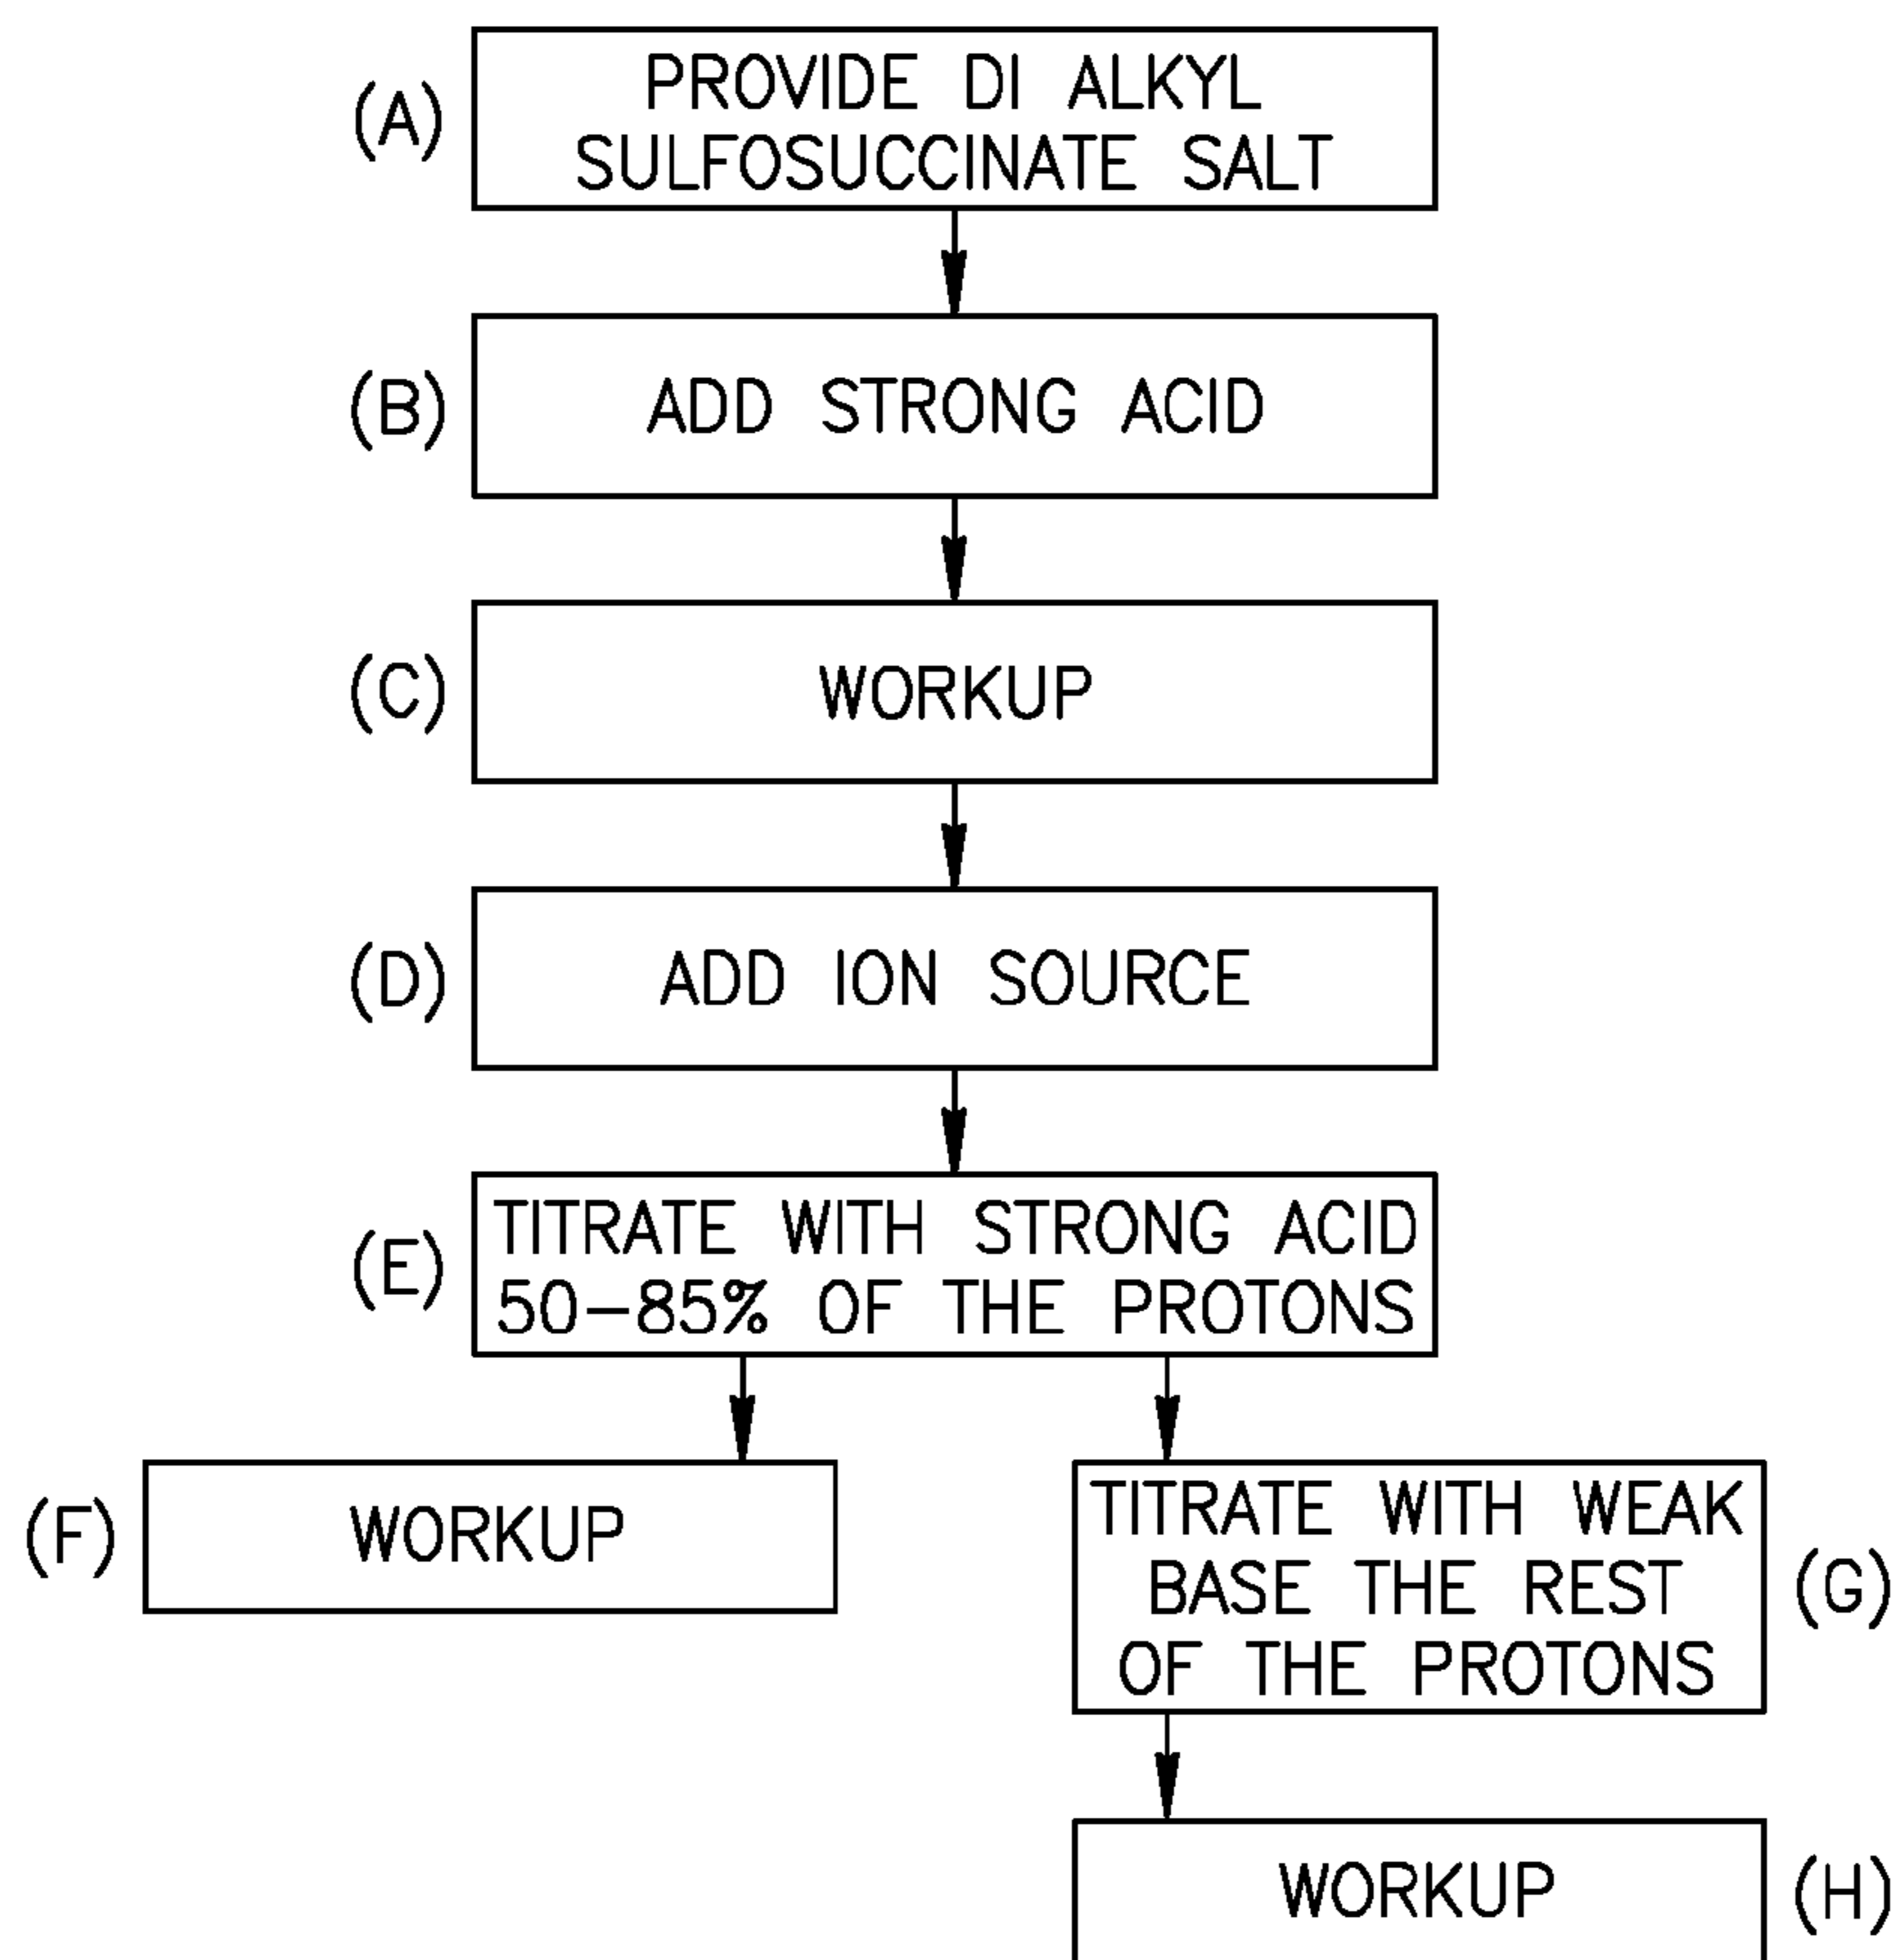 (A)
PROVIDE DI ALKYL
SULFOSUCCINATE SALT
(B)
ADD STRONG ACID
(C)
WORKUP
(D)
ADD ION SOURCE
(E)
TITRATE WITH STRONG ACID
50-85% OF THE PROTONS
(F)
WORKUP
TITRATE WITH WEAK
BASE THE REST
OF THE PROTONS
(G)
WORKUP
(H)